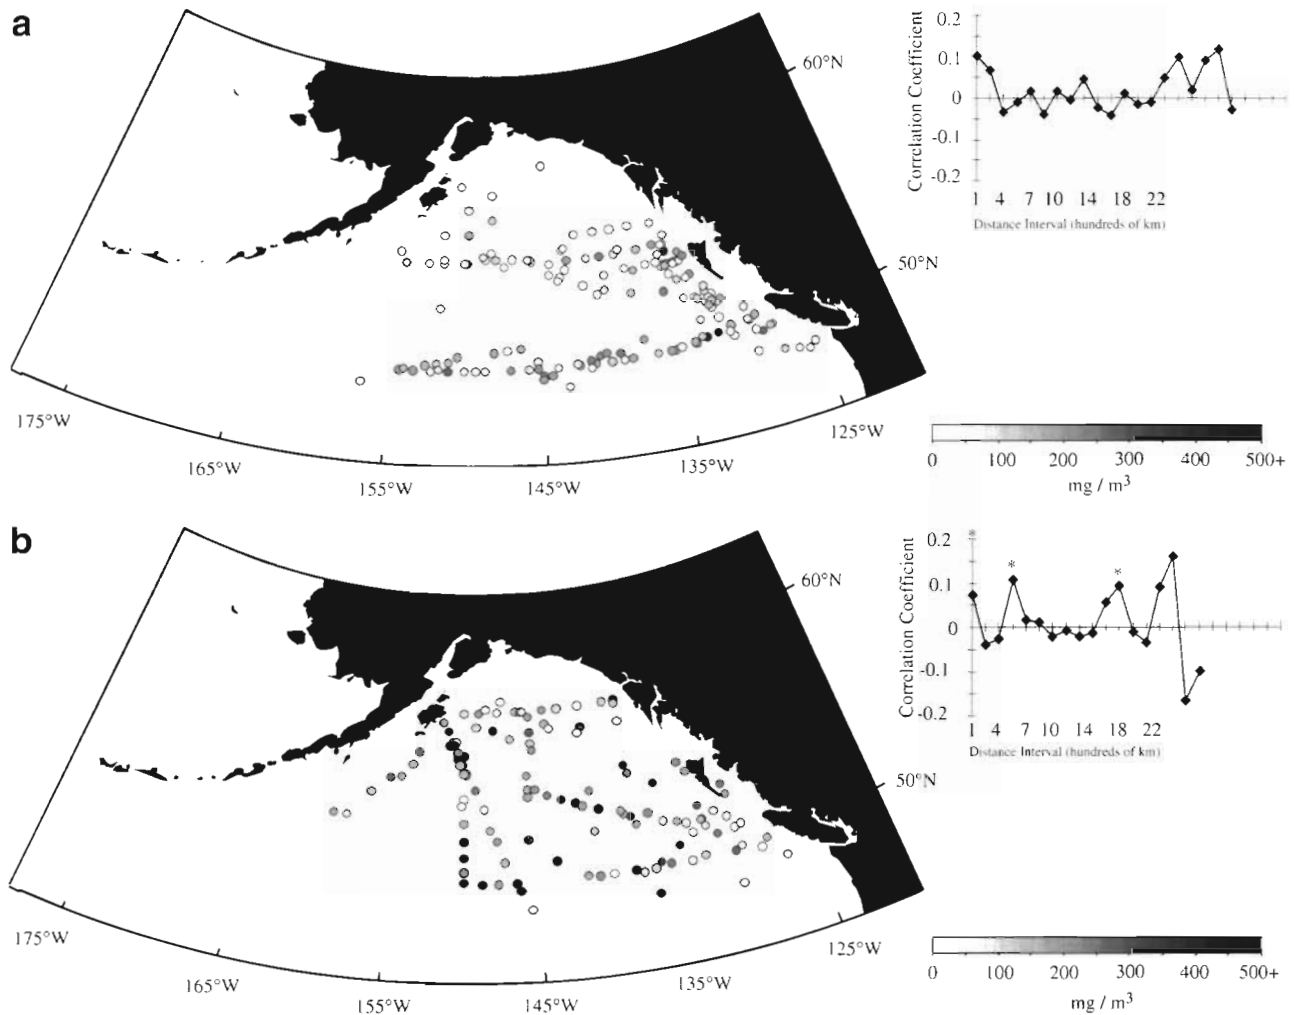 a
60°N
50°N
175°W
165°W
155°W
145°W
135°W
125°W
Correlation Coefficient
0.2
0.1
0
-0.1
-0.2
1 4 7 10 14 18 22
Distance Interval (hundreds of km)
0 100 200 300 400 500+
mg / m³
b
60°N
50°N
175°W
165°W
155°W
145°W
135°W
125°W
Correlation Coefficient
*
0.2
0.1
0
-0.1
-0.2
* *
1 4 7 10 14 18 22
Distance Interval (hundreds of km)
0 100 200 300 400 500+
mg / m³